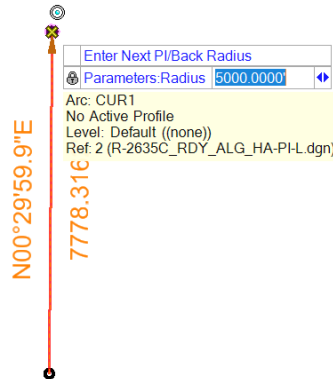 Enter Next PI/Back Radius
Parameters:Radius 5000.0000'
Arc: CUR1
No Active Profile
Level: Default ((none))
Ref: 2 (R-2635C_RDY_ALG_HA-PI-L.dgn)
N00°29'59.9"E
7778.316